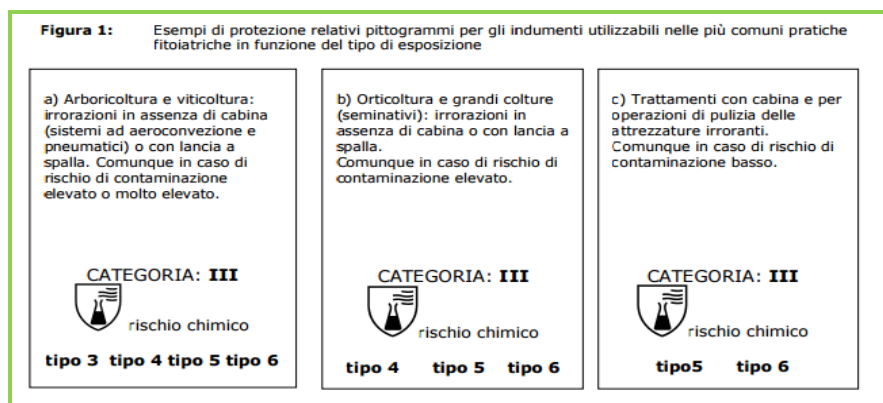 Figura 1: Esempi di protezione relativi pittogrammi per gli indumenti utilizzabili nelle più comuni pratiche
fitoiatriche in funzione del tipo di esposizione
a) Arboricoltura e viticoltura:
irrorazioni in assenza di cabina
(sistemi ad aeroconvezione e
pneumatici) o con lancia a
spalla. Comunque in caso di
rischio di contaminazione
elevato o molto elevato.
CATEGORIA: III
rischio chimico
tipo 3 tipo 4 tipo 5 tipo 6
b) Orticoltura e grandi colture
(seminativi): irrorazioni in
assenza di cabina o con lancia a
spalla.
Comunque in caso di rischio di
contaminazione elevato.
CATEGORIA: III
rischio chimico
tipo 4 tipo 5 tipo 6
c) Trattamenti con cabina e per
operazioni di pulizia delle
attrezzature irroranti.
Comunque in caso di rischio di
contaminazione basso.
CATEGORIA: III
rischio chimico
tipo5 tipo 6